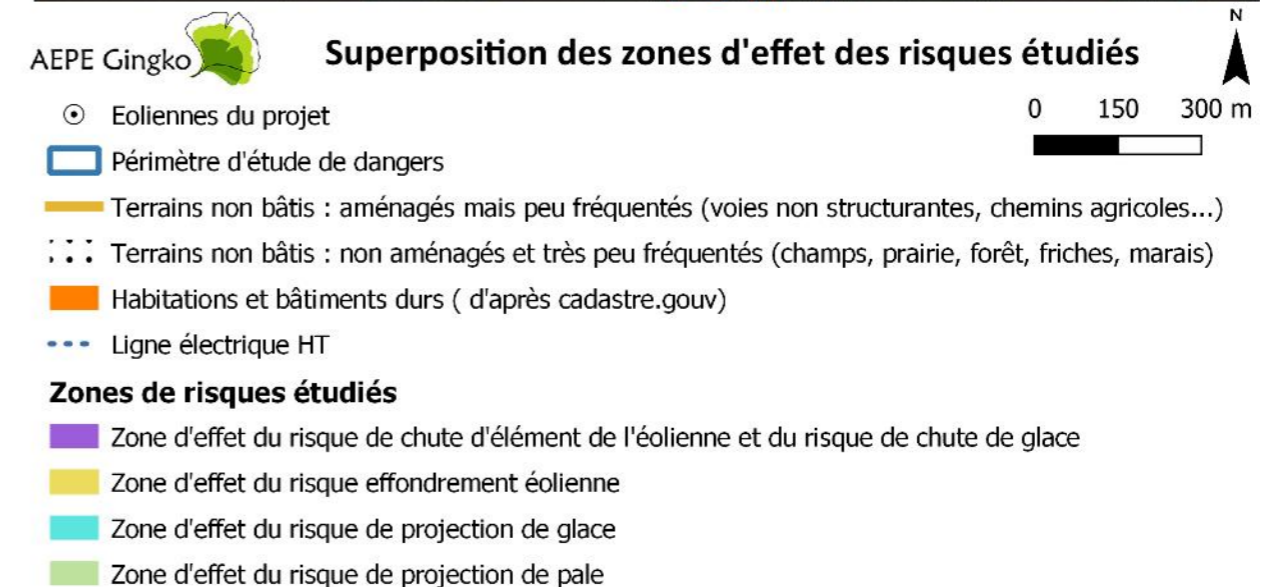 AEPE Gingko
Superposition des zones d'effet des risques étudiés
N
Eoliennes du projet
0 150 300 m
Périmètre d'étude de dangers
Terrains non bâtis : aménagés mais peu fréquentés (voies non structurantes, chemins agricoles...)
Terrains non bâtis : non aménagés et très peu fréquentés (champs, prairie, forêt, friches, marais)
Habitations et bâtiments durs ( d'après cadastre.gouv)
Ligne électrique HT
Zones de risques étudiés
Zone d'effet du risque de chute d'élément de l'éolienne et du risque de chute de glace
Zone d'effet du risque effondrement éolienne
Zone d'effet du risque de projection de glace
Zone d'effet du risque de projection de pale